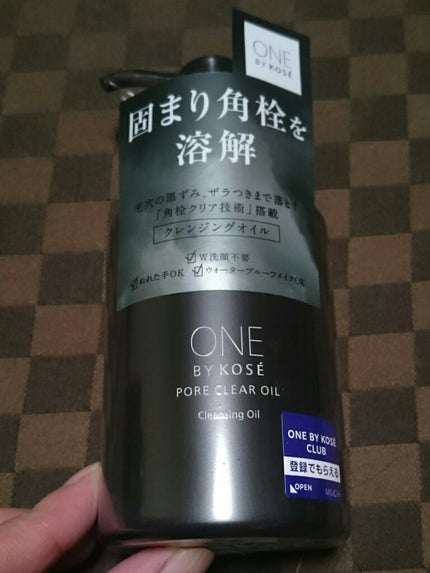 ONE
BY KOSÉ
固まり角栓を
溶解
毛穴の黒ずみ、ザラつきまで落とす
「角栓クリア技術」搭載
クレンジングオイル
W洗顔不要
ぬれた手OK ウォータープルーフメイクOK
ONE
BY KOSÉ
PORE CLEAR OIL
Cleansing Oil
ONE BY KOSÉ
CLUB
登録でもらえる
OPEN